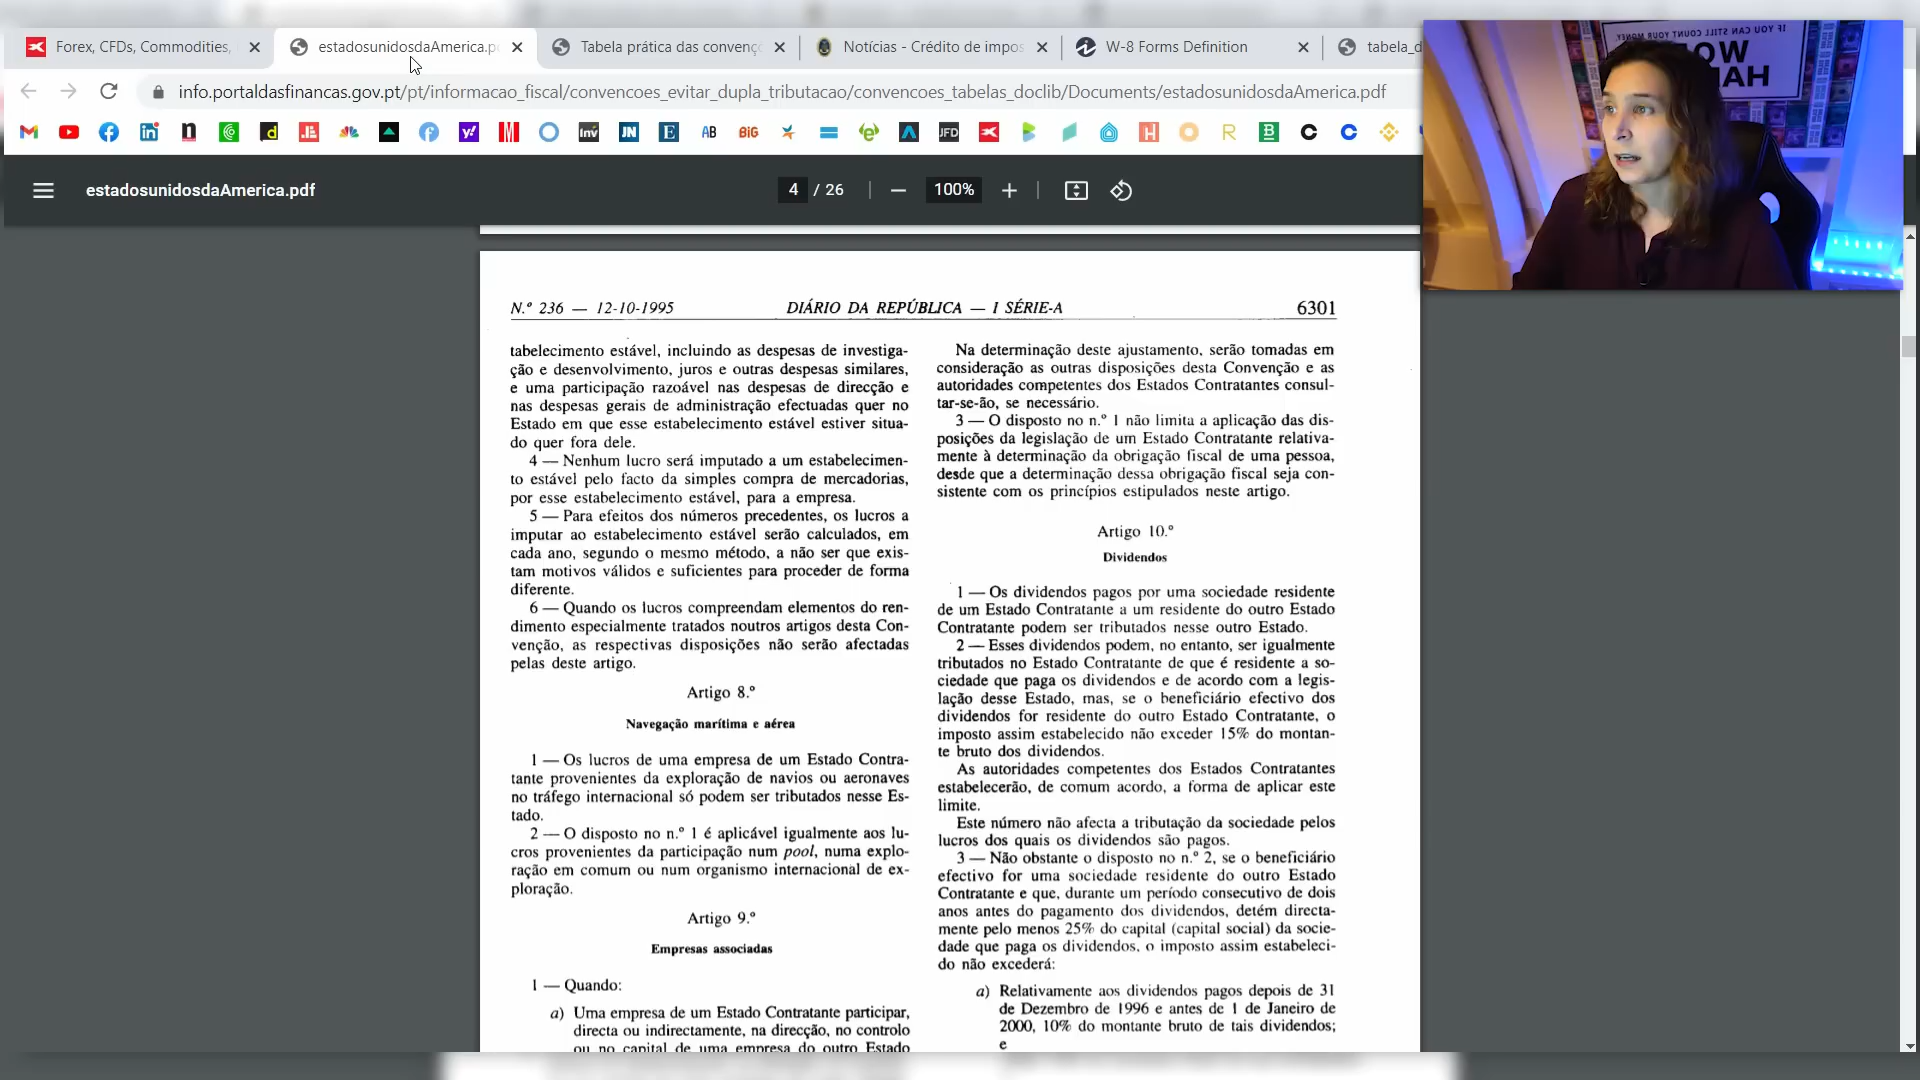 Forex, CFDs, Commodities,
estadosunidosdaAmerica.p
Tabela prática das convenç
Notícias - Crédito de impos
W-8 Forms Definition
tabela_d
info.portaldasfinancas.gov.pt/pt/informacao_fiscal/convencoes_evitar_dupla_tributacao/convencoes_tabelas_doclib/Documents/estadosunidosdaAmerica.pdf
estadosunidosdaAmerica.pdf
4 / 26
100%
IF YOU CAN STILL COUNT YOUR MONEY
WOR
HAR
N.º 236 — 12-10-1995 DIÁRIO DA REPÚBLICA — I SÉRIE-A 6301
tabelecimento estável, incluindo as despesas de investiga-
ção e desenvolvimento, juros e outras despesas similares,
e uma participação razoável nas despesas de direcção e
nas despesas gerais de administração efectuadas quer no
Estado em que esse estabelecimento estável estiver situa-
do quer fora dele.
4 — Nenhum lucro será imputado a um estabelecimen-
to estável pelo facto da simples compra de mercadorias,
por esse estabelecimento estável, para a empresa.
5 — Para efeitos dos números precedentes, os lucros a
imputar ao estabelecimento estável serão calculados, em
cada ano, segundo o mesmo método, a não ser que exis-
tam motivos válidos e suficientes para proceder de forma
diferente.
6 — Quando os lucros compreendam elementos do ren-
dimento especialmente tratados noutros artigos desta Con-
venção, as respectivas disposições não serão afectadas
pelas deste artigo.
Artigo 8.º
Navegação marítima e aérea
1 — Os lucros de uma empresa de um Estado Contra-
tante provenientes da exploração de navios ou aeronaves
no tráfego internacional só podem ser tributados nesse Es-
tado.
2 — O disposto no n.º 1 é aplicável igualmente aos lu-
cros provenientes da participação num pool, numa explo-
ração em comum ou num organismo internacional de ex-
ploração.
Artigo 9.º
Empresas associadas
1 — Quando:
a) Uma empresa de um Estado Contratante participar,
directa ou indirectamente, na direcção, no controlo
ou no capital de uma empresa do outro Estado
Na determinação deste ajustamento, serão tomadas em
consideração as outras disposições desta Convenção e as
autoridades competentes dos Estados Contratantes consul-
tar-se-ão, se necessário.
3 — O disposto no n.º 1 não limita a aplicação das dis-
posições da legislação de um Estado Contratante relativa-
mente à determinação da obrigação fiscal de uma pessoa,
desde que a determinação dessa obrigação fiscal seja con-
sistente com os princípios estipulados neste artigo.
Artigo 10.º
Dividendos
1 — Os dividendos pagos por uma sociedade residente
de um Estado Contratante a um residente do outro Estado
Contratante podem ser tributados nesse outro Estado.
2 — Esses dividendos podem, no entanto, ser igualmente
tributados no Estado Contratante de que é residente a so-
ciedade que paga os dividendos e de acordo com a legis-
lação desse Estado, mas, se o beneficiário efectivo dos
dividendos for residente do outro Estado Contratante, o
imposto assim estabelecido não exceder 15% do montan-
te bruto dos dividendos.
As autoridades competentes dos Estados Contratantes
estabelecerão, de comum acordo, a forma de aplicar este
limite.
Este número não afecta a tributação da sociedade pelos
lucros dos quais os dividendos são pagos.
3 — Não obstante o disposto no n.º 2, se o beneficiário
efectivo for uma sociedade residente do outro Estado
Contratante e que, durante um período consecutivo de dois
anos antes do pagamento dos dividendos, detém directa-
mente pelo menos 25% do capital (capital social) da socie-
dade que paga os dividendos, o imposto assim estabeleci-
do não excederá:
a) Relativamente aos dividendos pagos depois de 31
de Dezembro de 1996 e antes de 1 de Janeiro de
2000, 10% do montante bruto de tais dividendos;
e